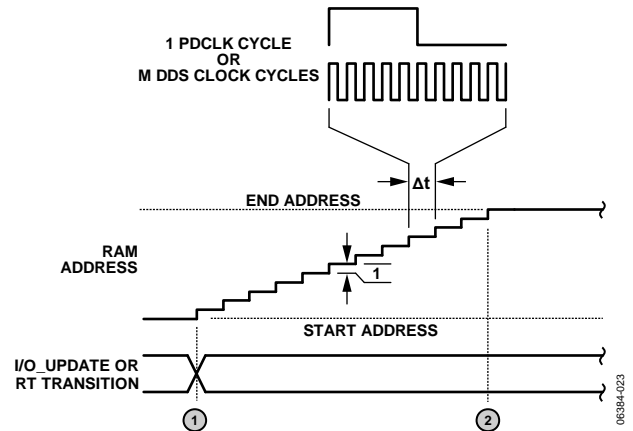 1 PDCLK CYCLE
OR
M DDS CLOCK CYCLES
Δt
END ADDRESS
RAM
ADDRESS
1
START ADDRESS
I/O_UPDATE OR
RT TRANSITION
1
2
06384-023